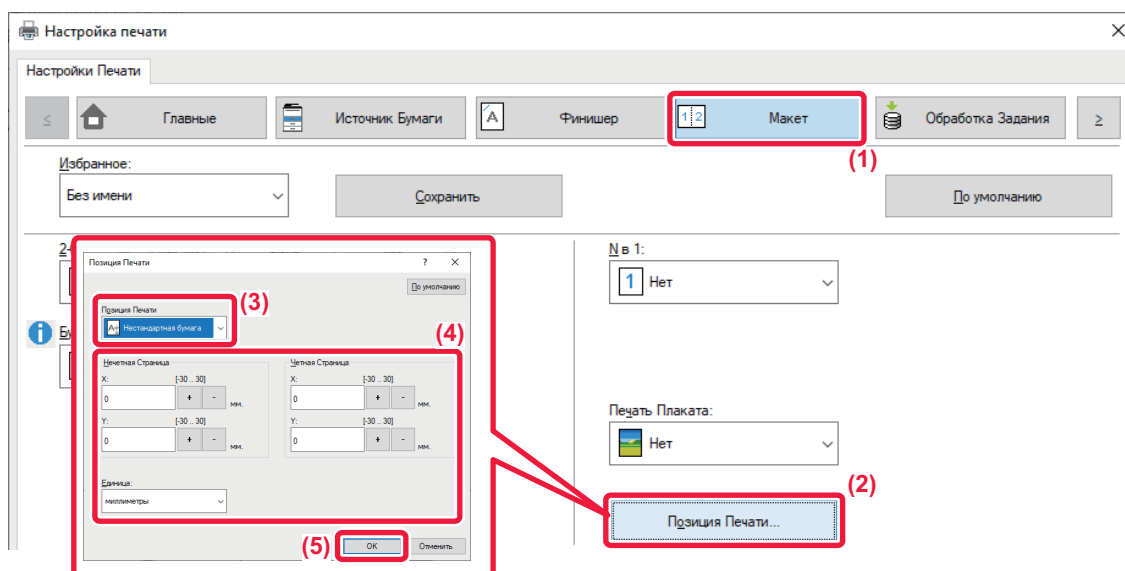 Настройка печати
Настройки Печати
≤ Главные Источник Бумаги A Финишер 1 2 Макет Обработка Задания ≥
(1)
Избранное:
Без имени Сохранить По умолчанию
2-
N в 1:
1 Нет
Позиция Печати ? ×
По умолчанию
Позиция Печати
(3)
Нестандартная бумага
(4)
Нечетная Страница Четная Страница
X: [-30 .. 30] X: [-30 .. 30]
0 + - мм. 0 + - мм.
Y: [-30 .. 30] Y: [-30 .. 30]
0 + - мм. 0 + - мм.
Единица:
миллиметры
(5) OK Отменить
Печать Плаката:
Нет
(2)
Позиция Печати...